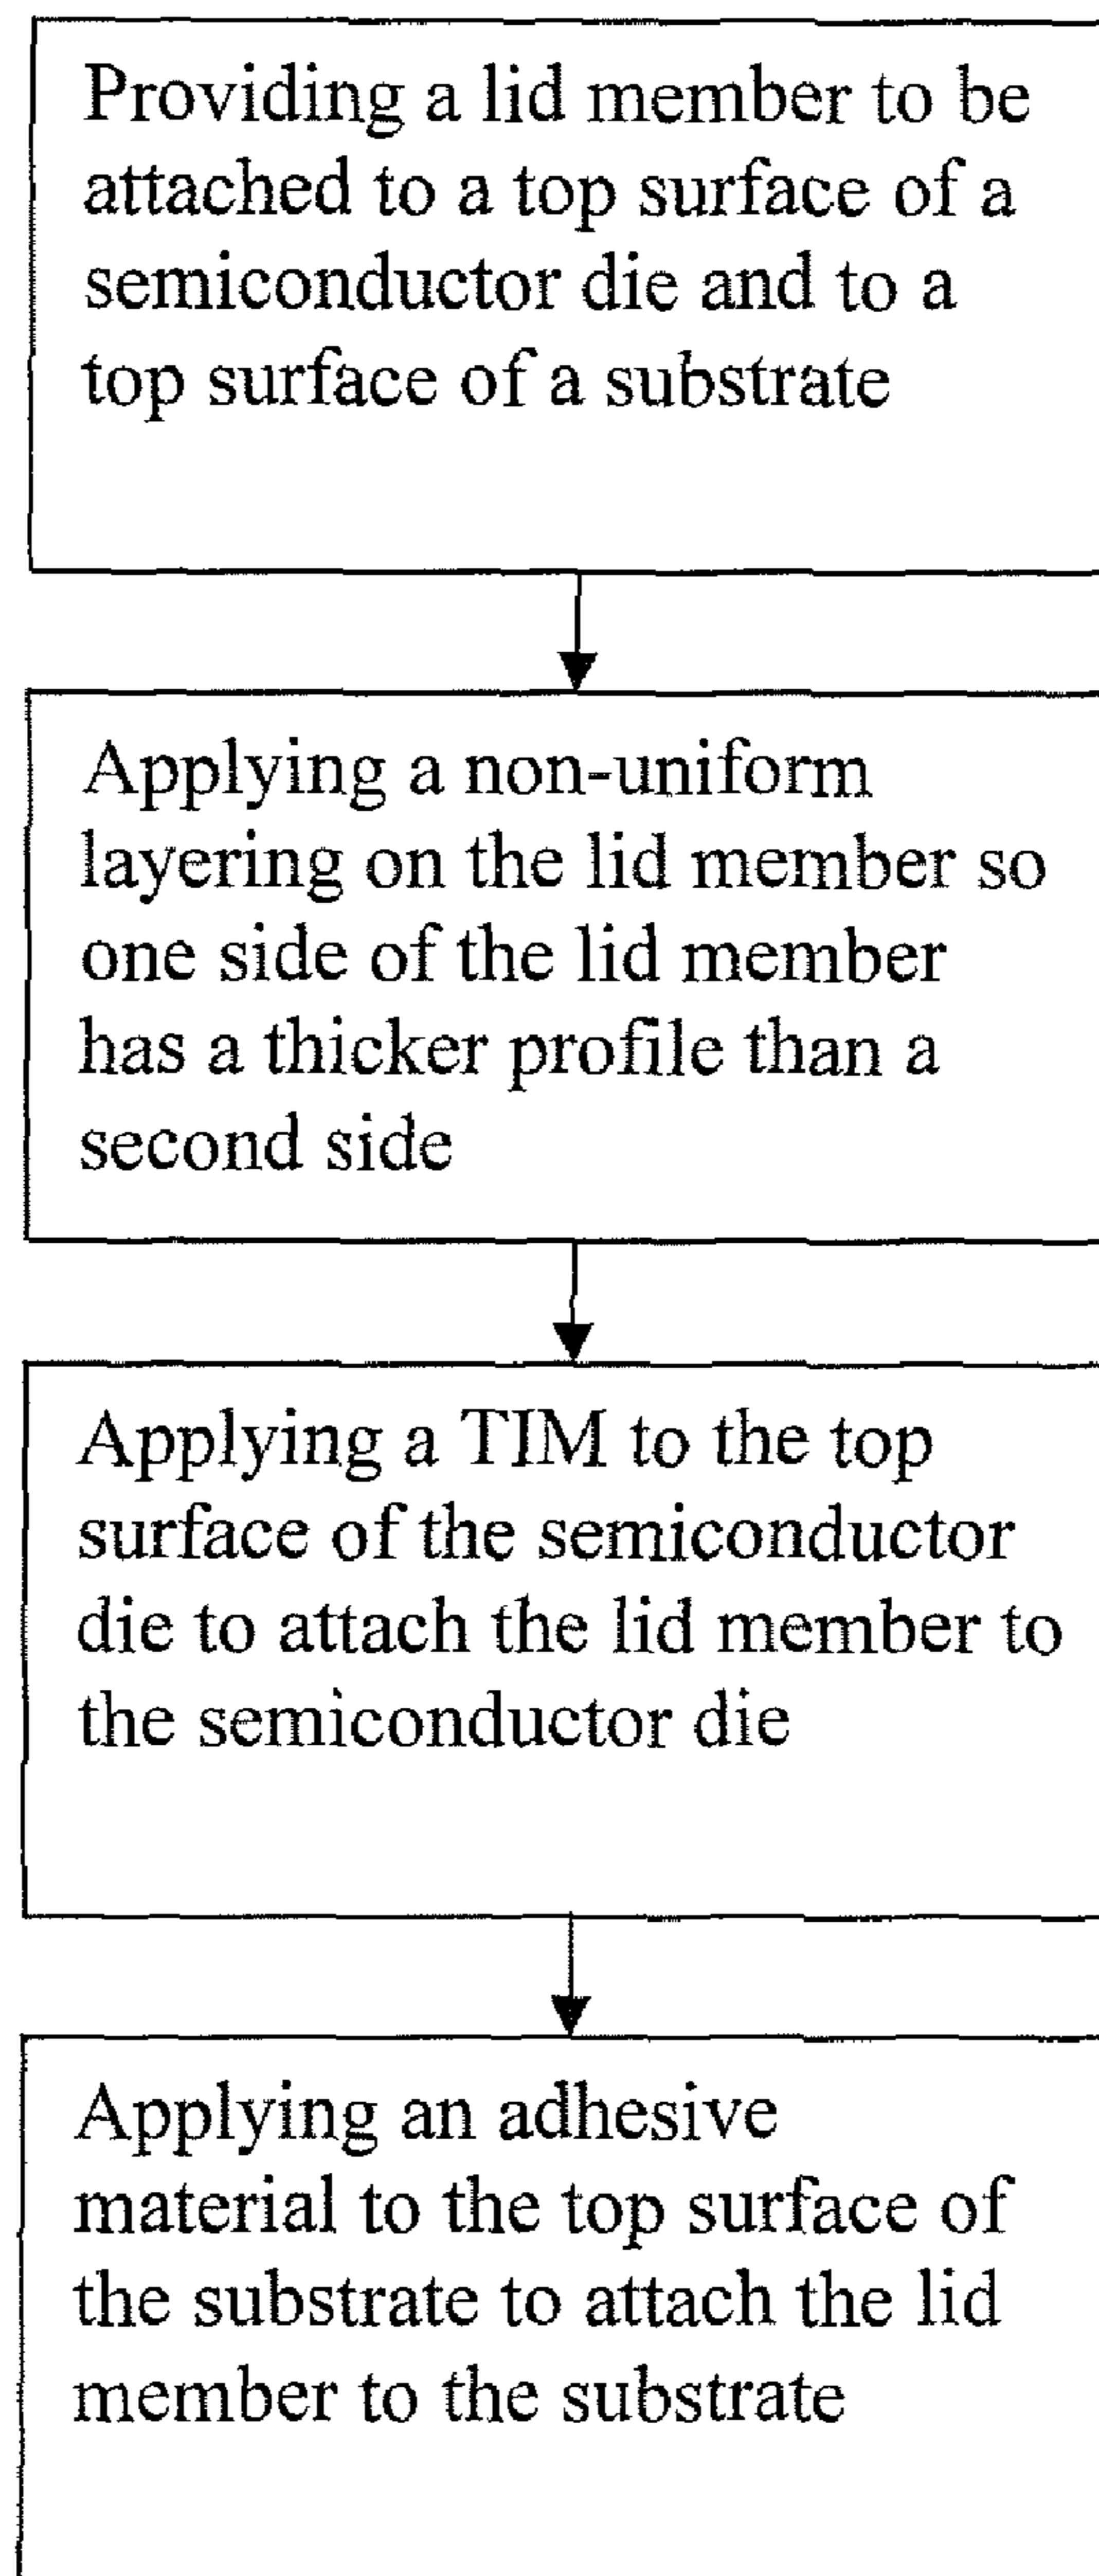 Providing a lid member to be
attached to a top surface of a
semiconductor die and to a
top surface of a substrate
Applying a non-uniform
layering on the lid member so
one side of the lid member
has a thicker profile than a
second side
Applying a TIM to the top
surface of the semiconductor
die to attach the lid member to
the semiconductor die
Applying an adhesive
material to the top surface of
the substrate to attach the lid
member to the substrate